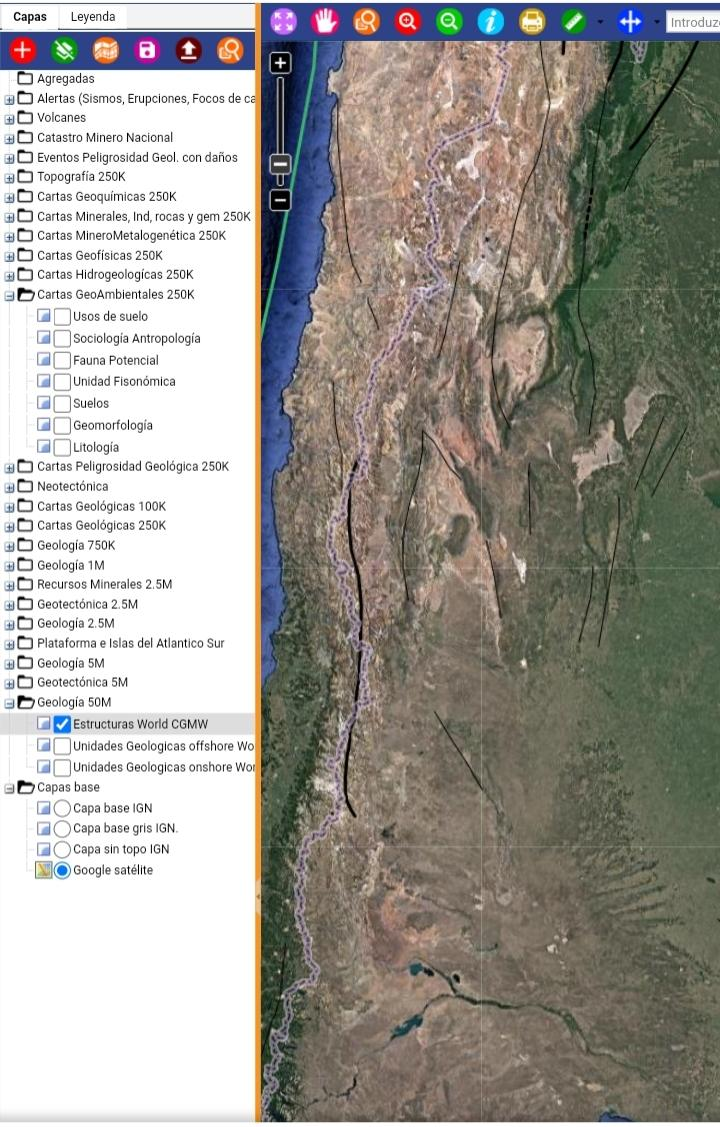 Capas
Leyenda
Introduz
Agregadas
Alertas (Sismos, Erupciones, Focos de ca
Volcanes
Catastro Minero Nacional
Eventos Peligrosidad Geol. con daños
Topografía 250K
Cartas Geoquímicas 250K
Cartas Minerales, Ind, rocas y gem 250K
Cartas MineroMetalogenética 250K
Cartas Geofísicas 250K
Cartas Hidrogeologícas 250K
Cartas GeoAmbientales 250K
Usos de suelo
Sociología Antropología
Fauna Potencial
Unidad Fisonómica
Suelos
Geomorfología
Litología
Cartas Peligrosidad Geológica 250K
Neotectónica
Cartas Geológicas 100K
Cartas Geológicas 250K
Geología 750K
Geología 1M
Recursos Minerales 2.5M
Geotectónica 2.5M
Geología 2.5M
Plataforma e Islas del Atlantico Sur
Geología 5M
Geotectónica 5M
Geología 50M
Estructuras World CGMW
Unidades Geologicas offshore Wo
Unidades Geologicas onshore Wor
Capas base
Capa base IGN
Capa base gris IGN.
Capa sin topo IGN
Google satélite